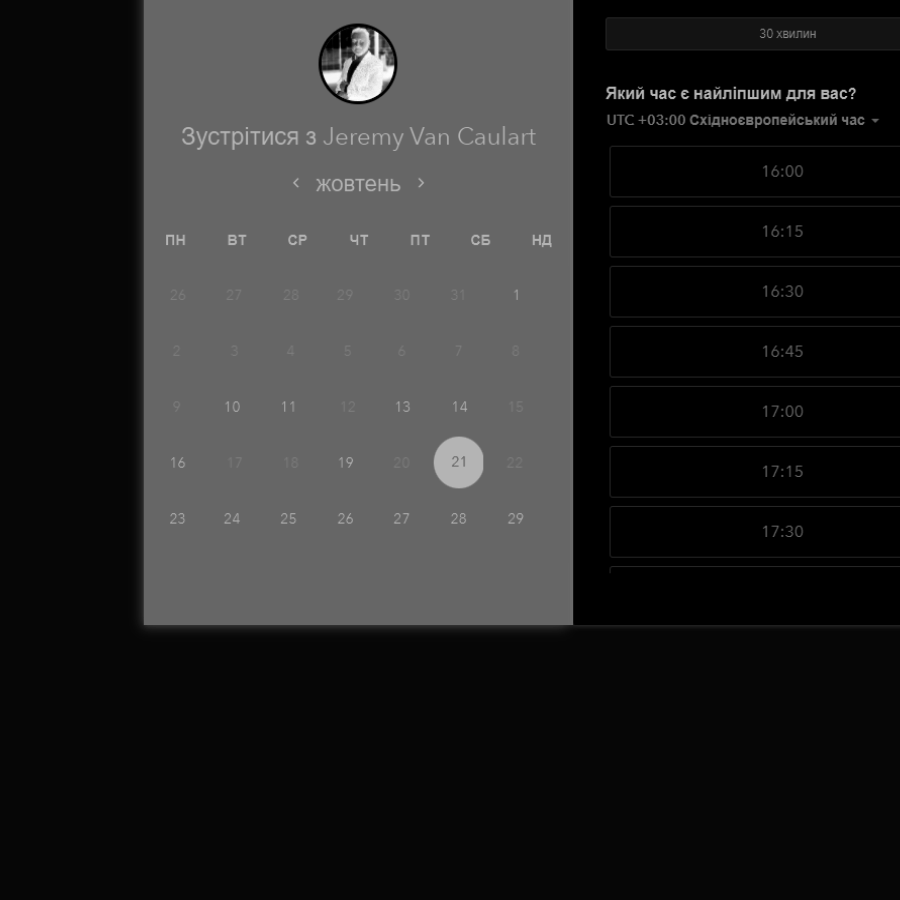 Зустрітися з Jeremy Van Caulart
жовтень
ПН ВТ СР ЧТ ПТ СБ НД
26 27 28 29 30 31 1
2 3 4 5 6 7 8
9 10 11 12 13 14 15
16 17 18 19 20 21 22
23 24 25 26 27 28 29
30 хвилин
Який час є найліпшим для вас?
UTC +03:00 Східноєвропейський час
16:00
16:15
16:30
16:45
17:00
17:15
17:30